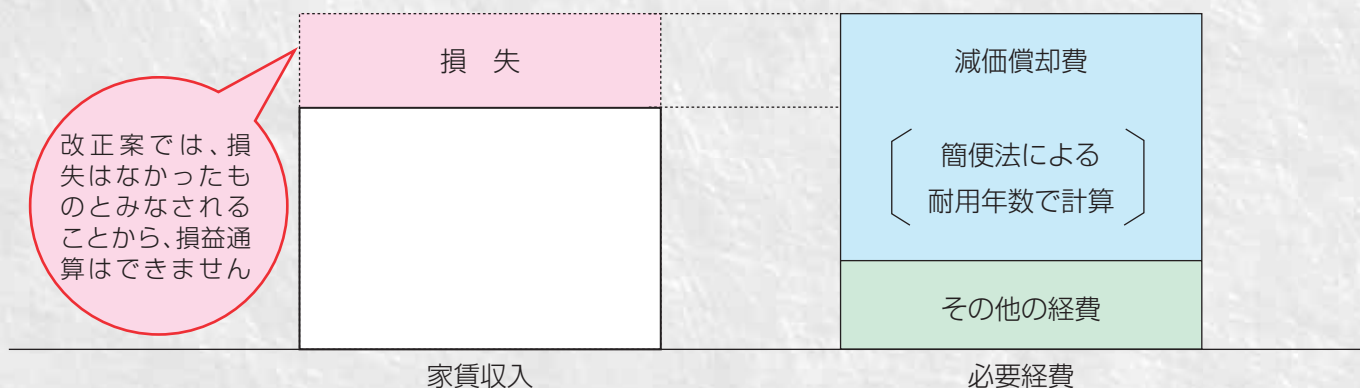 損 失
改正案では、損
失はなかったも
のとみなされる
ことから、損益通
算はできません
家賃収入
減価償却費
簡便法による
耐用年数で計算
その他の経費
必要経費